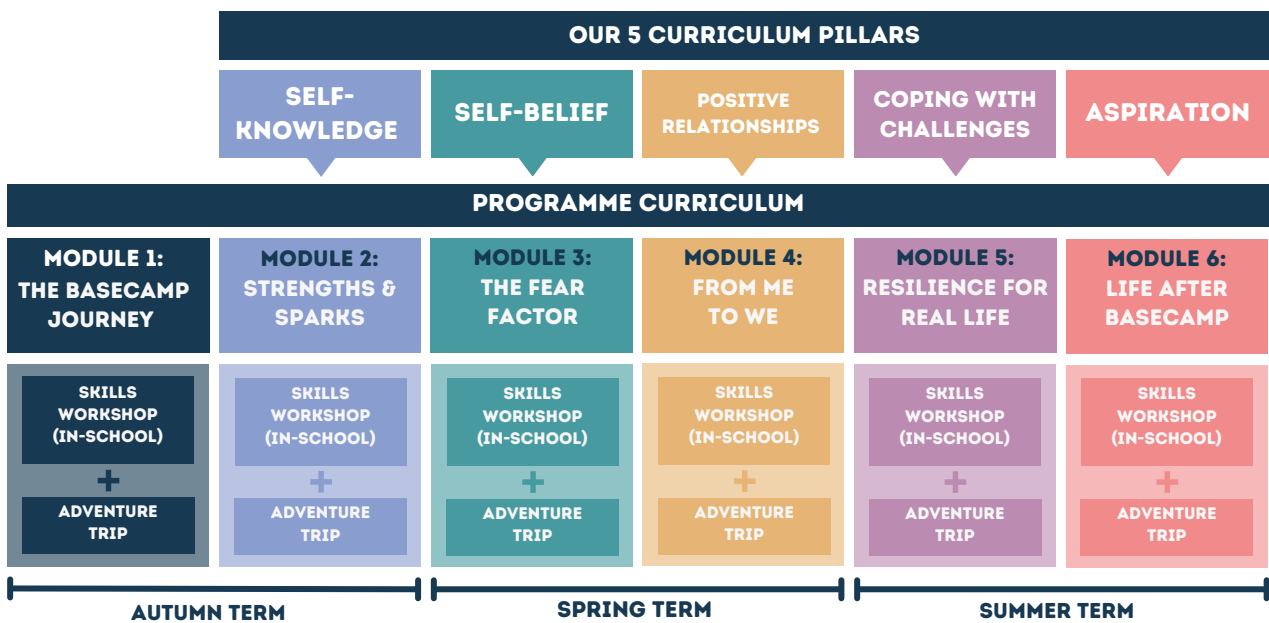 OUR 5 CURRICULUM PILLARS
SELF-
KNOWLEDGE
SELF-BELIEF
POSITIVE
RELATIONSHIPS
COPING WITH
CHALLENGES
ASPIRATION
PROGRAMME CURRICULUM
MODULE 1:
THE BASECAMP
JOURNEY
MODULE 2:
STRENGTHS &
SPARKS
MODULE 3:
THE FEAR
FACTOR
MODULE 4:
FROM ME
TO WE
MODULE 5:
RESILIENCE FOR
REAL LIFE
MODULE 6:
LIFE AFTER
BASECAMP
SKILLS
WORKSHOP
(IN-SCHOOL)
+
ADVENTURE
TRIP
SKILLS
WORKSHOP
(IN-SCHOOL)
+
ADVENTURE
TRIP
SKILLS
WORKSHOP
(IN-SCHOOL)
+
ADVENTURE
TRIP
SKILLS
WORKSHOP
(IN-SCHOOL)
+
ADVENTURE
TRIP
SKILLS
WORKSHOP
(IN-SCHOOL)
+
ADVENTURE
TRIP
SKILLS
WORKSHOP
(IN-SCHOOL)
+
ADVENTURE
TRIP
AUTUMN TERM
SPRING TERM
SUMMER TERM